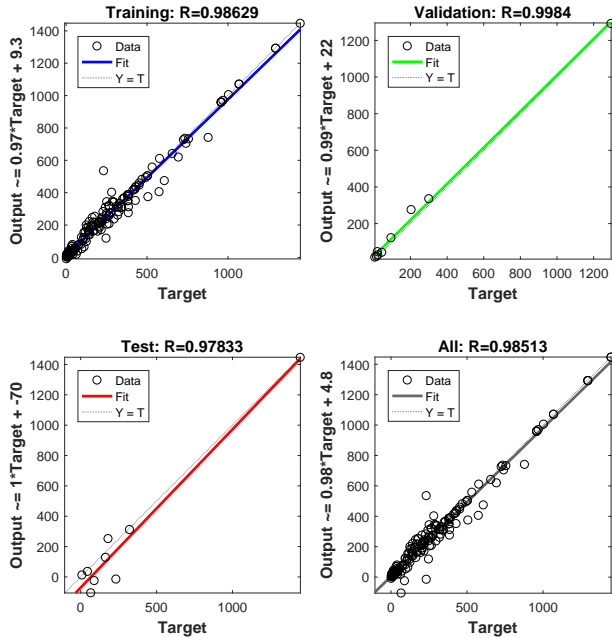 Training: R=0.98629
Output ~= 0.97*Target + 9.3
1400
1200
1000
800
600
400
200
0
Data
Fit
Y = T
0
500
1000
Target
Validation: R=0.9984
Output ~= 0.99*Target + 22
1200
1000
800
600
400
200
Data
Fit
Y = T
200
400
600
800
1000
1200
Target
Test: R=0.97833
Output ~= 1*Target + -70
1400
1200
1000
800
600
400
200
0
Data
Fit
Y = T
0
500
1000
Target
All: R=0.98513
Output ~= 0.98*Target + 4.8
1400
1200
1000
800
600
400
200
0
Data
Fit
Y = T
0
500
1000
Target